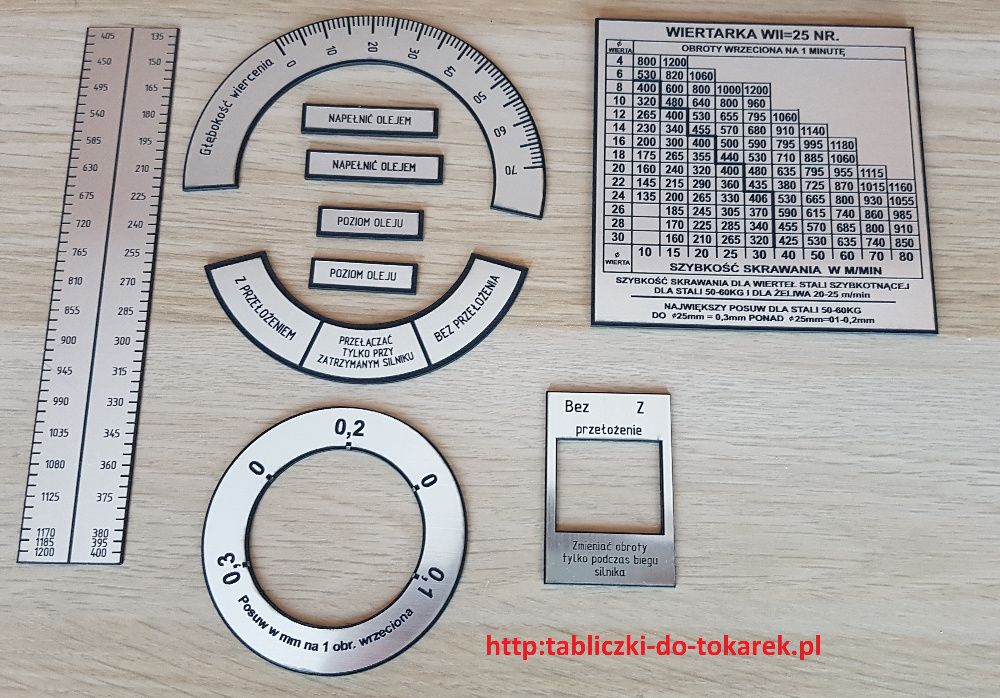 405 135
450 150
495 165
540 180
585 195
630 210
675 225
720 240
765 255
810 270
855 285
900 300
945 315
990 330
1035 345
1080 360
1125 375
1170 380
1185 395
1200 400
Głębokość wiercenia 0 10 20 30 40 50 60 70
NAPEŁNIĆ OLEJEM
NAPEŁNIĆ OLEJEM
POZIOM OLEJU
POZIOM OLEJU
Z PRZEŁOŻENIEM
PRZEŁĄCZAĆ
TYLKO PRZY
ZATRZYMANYM SILNIKU
BEZ PRZEŁOŻENIA
0,2
0
0
0,3
0,1
Posuw w mm na 1 obr. wrzeciona
WIERTARKA WII=25 NR.
ø
WIERTA
OBROTY WRZECIONA NA 1 MINUTĘ
4 800 1200
6 530 820 1060
8 400 600 800 1000 1200
10 320 480 640 800 960
12 265 400 530 655 795 1060
14 230 340 455 570 680 910 1140
16 200 300 400 500 590 795 995 1180
18 175 265 355 440 530 710 885 1060
20 160 240 320 400 480 635 795 955 1115
22 145 215 290 360 435 380 725 870 1015 1160
24 135 200 265 330 406 530 665 800 930 1055
26 185 245 305 370 590 615 740 860 985
28 170 225 285 340 455 570 685 800 910
30 160 210 265 320 425 530 635 740 850
ø
WIERTA
10 15 20 25 30 40 50 60 70 80
SZYBKOŚĆ SKRAWANIA W M/MIN
SZYBKOŚĆ SKRAWANIA DLA WIERTEŁ STALI SZYBKOTNĄCEJ
DLA STALI 50-60KG I DLA ŻELIWA 20-25 m/min
NAJWIĘKSZY POSUW DLA STALI 50-60KG
DO ø25mm = 0,3mm PONAD ø25mm=01-0,2mm
Bez Z
przełożenie
Zmieniać obroty
tylko podczas biegu
silnika
http:tabliczki-do-tokarek.pl